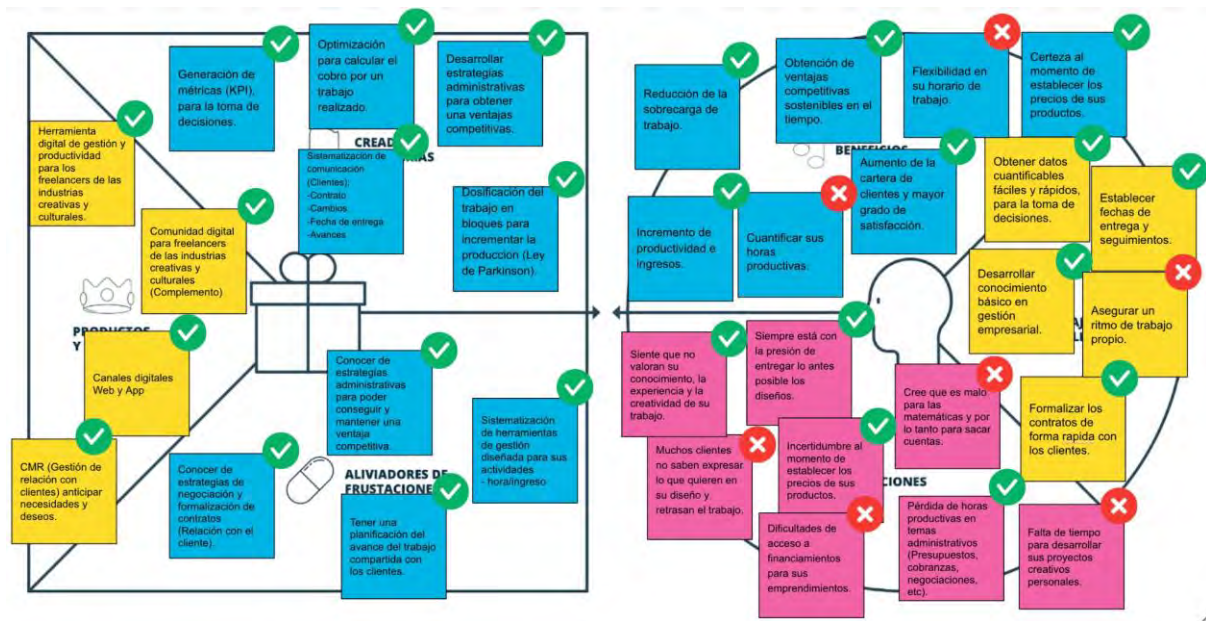 Generación de
métricas (KPI),
para la toma de
decisiones.
Optimización
para calcular el
cobro por un
trabajo
realizado.
Desarrollar
estrategias
administrativas
para obtener
una ventajas
competitivas.
Herramienta
digital de gestión y
productividad
para los
freelancers de las
industrias
creativas y
culturales.
CREAD
AS
Sistematización de
comunicación
(Clientes);
-Contrato
-Cambios
-Fecha de entrega
-Avances
Comunidad digital
para freelancers
de las industrias
creativas y
culturales
(Complemento).
Dosificación del
trabajo en
bloques para
incrementar la
producción (Ley
de Parkinson).
PRODUCTOS
Y
Canales digitales
Web y App
Conocer de
estrategias
administrativas
para poder
conseguir y
mantener una
ventaja
competitiva.
Sistematización
de herramientas
de gestión
diseñada para sus
actividades
- hora/ingreso
CMR (Gestión de
relación con
clientes) anticipar
necesidades y
deseos.
Conocer de
estrategias de
negociación y
formalización de
contratos
(Relación con el
cliente).
ALIVIADORES DE
FRUSTACIONE
Tener una
planificación del
avance del trabajo
compartida con
los clientes.
Reducción de la
sobrecarga de
trabajo.
Obtención de
ventajas
competitivas
sostenibles en el
tiempo.
Flexibilidad en
su horario de
trabajo.
Certeza al
momento de
establecer los
precios de sus
productos.
BENEFICIOS
Incremento de
productividad e
ingresos.
Cuantificar sus
horas
productivas.
Aumento de la
cartera de
clientes y mayor
grado de
satisfacción.
Obtener datos
cuantificables
fáciles y rápidos,
para la toma de
decisiones.
Establecer
fechas de
entrega y
seguimientos.
Desarrollar
conocimiento
básico en
gestión
empresarial.
Asegurar un
ritmo de trabajo
propio.
Siente que no
valoran su
conocimiento, la
experiencia y la
creatividad de su
trabajo.
Siempre está con
la presión de
entregar lo antes
posible los
diseños.
Cree que es malo
para las
matemáticas y por
lo tanto para sacar
cuentas.
Formalizar los
contratos de
forma rapida con
los clientes.
Muchos clientes
no saben expresar
lo que quieren en
su diseño y
retrasan el trabajo.
Incertidumbre al
momento de
establecer los
precios de sus
productos.
CIONES
Dificultades de
acceso a
financiamientos
para sus
emprendimientos.
Pérdida de horas
productivas en
temas
administrativos
(Presupuestos,
cobranzas,
negociaciones,
etc).
Falta de tiempo
para desarrollar
sus proyectos
creativos
personales.